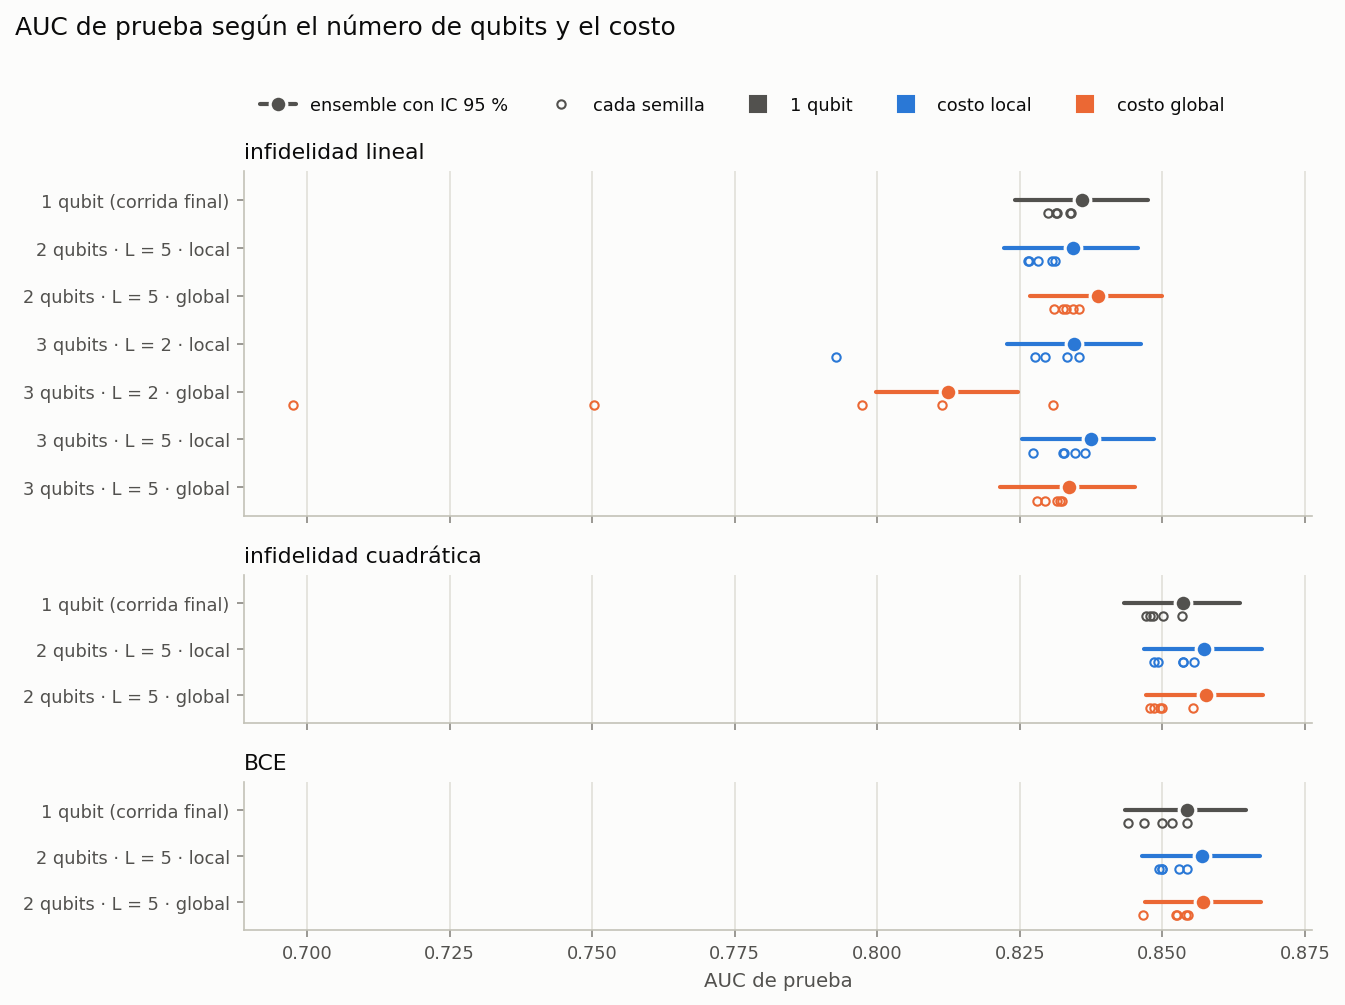 AUC de prueba según el número de qubits y el costo
ensemble con IC 95 % cada semilla 1 qubit costo local costo global
infidelidad lineal
1 qubit (corrida final)
2 qubits · L = 5 · local
2 qubits · L = 5 · global
3 qubits · L = 2 · local
3 qubits · L = 2 · global
3 qubits · L = 5 · local
3 qubits · L = 5 · global
infidelidad cuadrática
1 qubit (corrida final)
2 qubits · L = 5 · local
2 qubits · L = 5 · global
BCE
1 qubit (corrida final)
2 qubits · L = 5 · local
2 qubits · L = 5 · global
0.700 0.725 0.750 0.775 0.800 0.825 0.850 0.875
AUC de prueba